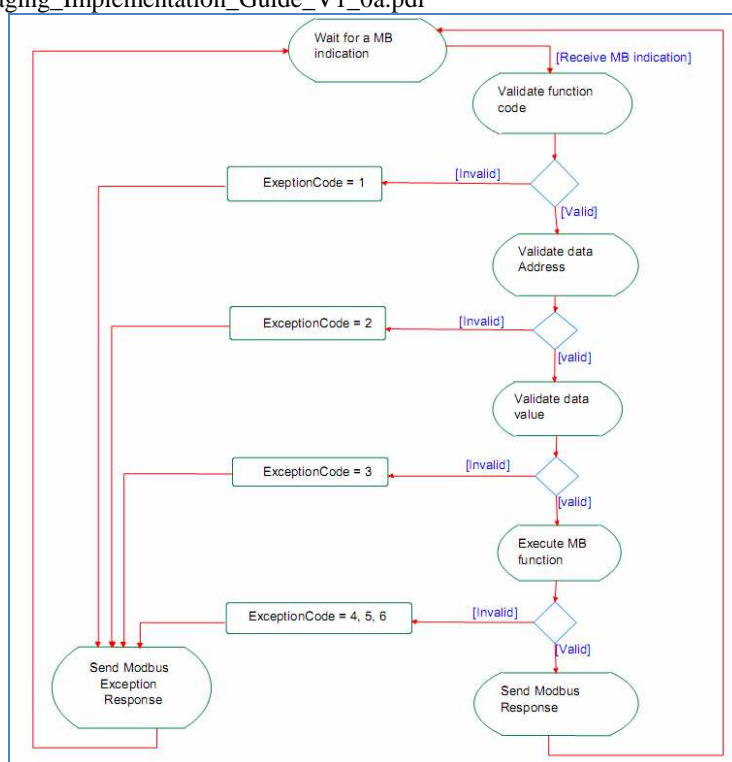 aging_Implementation_Guide_V1_0a.pdf
Wait for a MB
indication
[Receive MB indication]
Validate function
code
[Invalid]
ExeptionCode = 1
[Valid]
Validate data
Address
[Invalid]
ExceptionCode = 2
[valid]
Validate data
value
[Invalid]
ExceptionCode = 3
[valid]
Execute MB
function
[Invalid]
ExceptionCode = 4, 5, 6
[Valid]
Send Modbus
Exception
Response
Send Modbus
Response